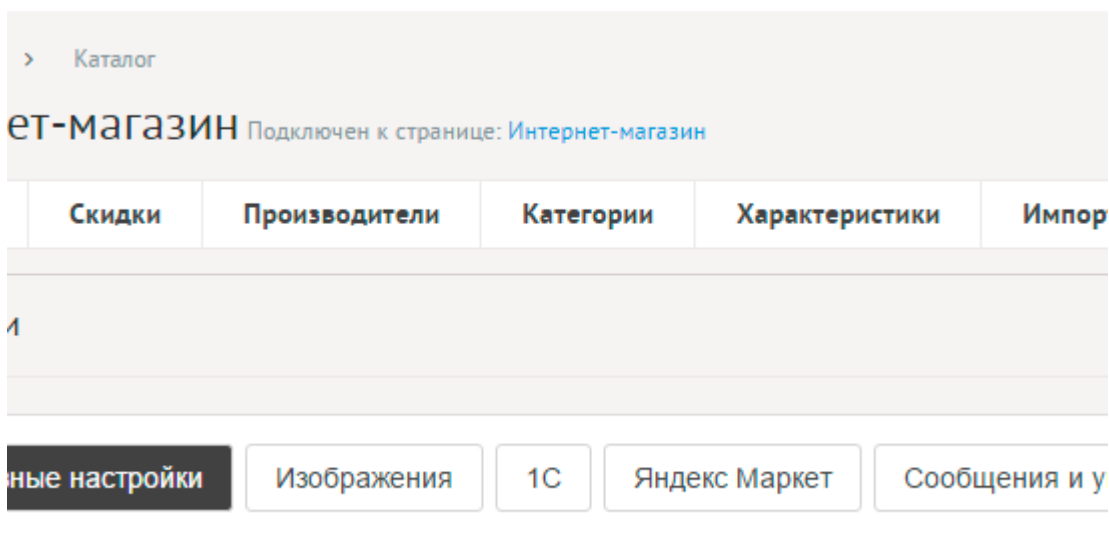 > Каталог
ет-магазин Подключен к странице: Интернет-магазин
Скидки Производители Категории Характеристики Импор
и
ные настройки Изображения 1С Яндекс Маркет Сообщения и у